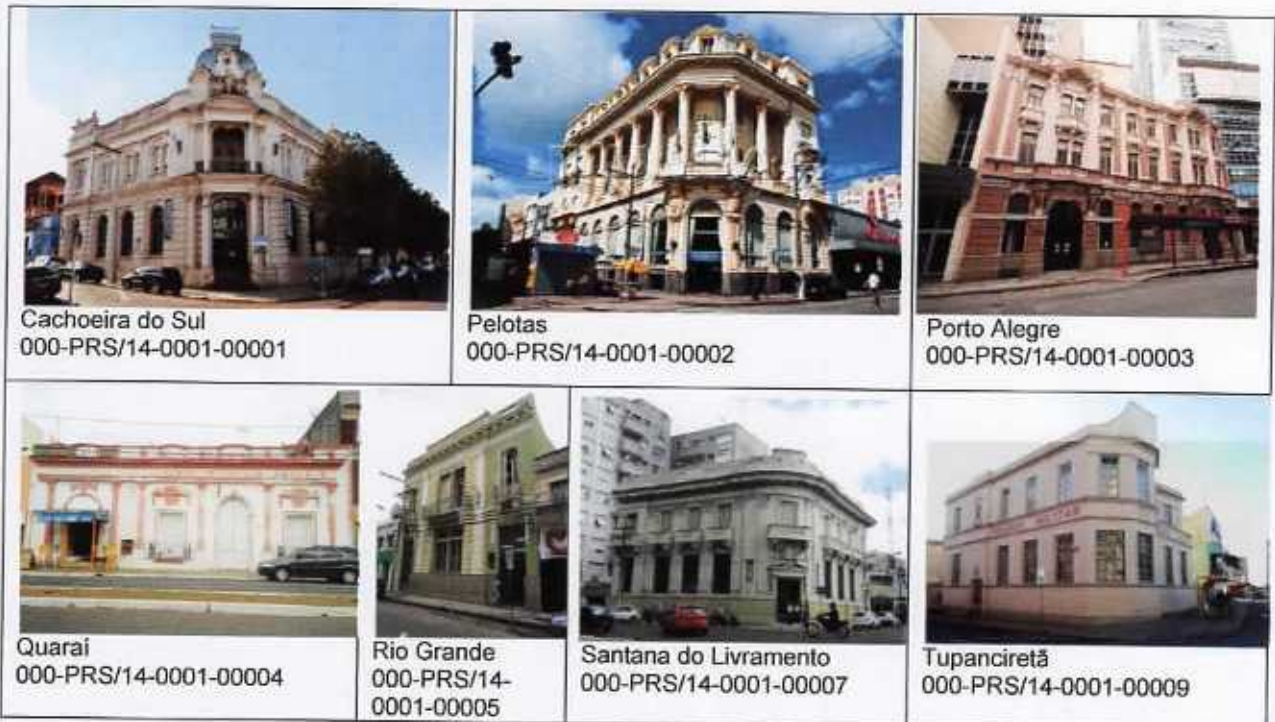 Cachoeira do Sul
000-PRS/14-0001-00001
Pelotas
000-PRS/14-0001-00002
Porto Alegre
000-PRS/14-0001-00003
Quarai
000-PRS/14-0001-00004
Rio Grande
000-PRS/14-
0001-00005
Santana do Livramento
000-PRS/14-0001-00007
MILITAR
Tupanciretã
000-PRS/14-0001-00009